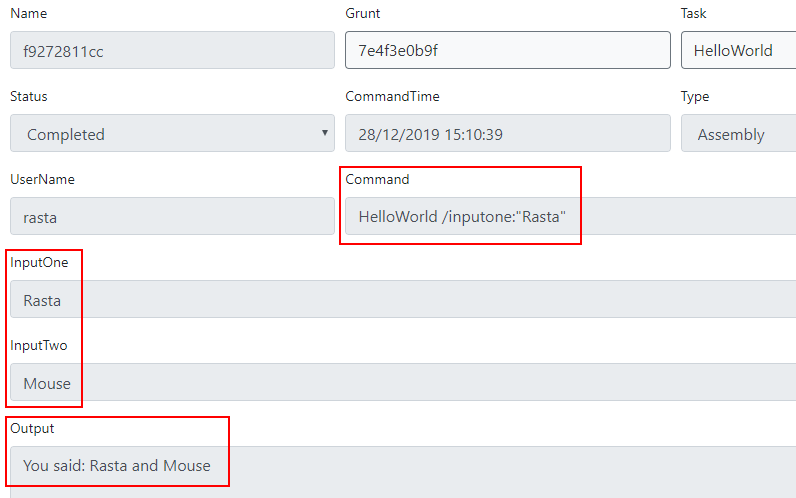 Name Grunt Task
f9272811cc 7e4f3e0b9f HelloWorld
Status CommandTime Type
Completed 28/12/2019 15:10:39 Assembly
UserName Command
rasta HelloWorld /inputone:"Rasta"
InputOne
Rasta
InputTwo
Mouse
Output
You said: Rasta and Mouse